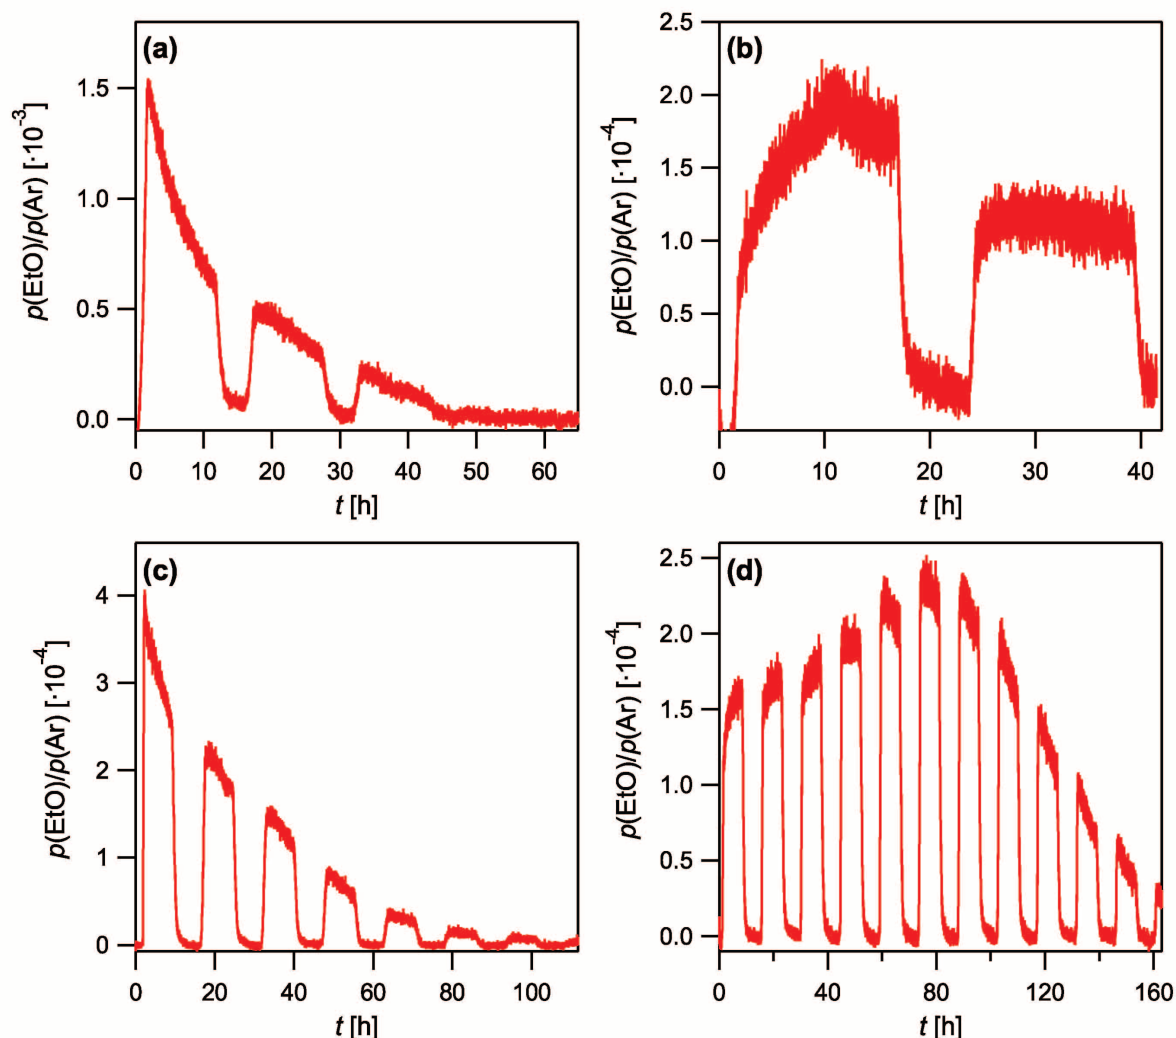 (a)
p(EtO)/p(Ar) [·10⁻³]
1.5
1.0
0.5
0.0
0 10 20 30 40 50 60
t [h]
(b)
p(EtO)/p(Ar) [·10⁻⁴]
2.5
2.0
1.5
1.0
0.5
0.0
0 10 20 30 40
t [h]
(c)
p(EtO)/p(Ar) [·10⁻⁴]
4
3
2
1
0
0 20 40 60 80 100
t [h]
(d)
p(EtO)/p(Ar) [·10⁻⁴]
2.5
2.0
1.5
1.0
0.5
0.0
0 40 80 120 160
t [h]